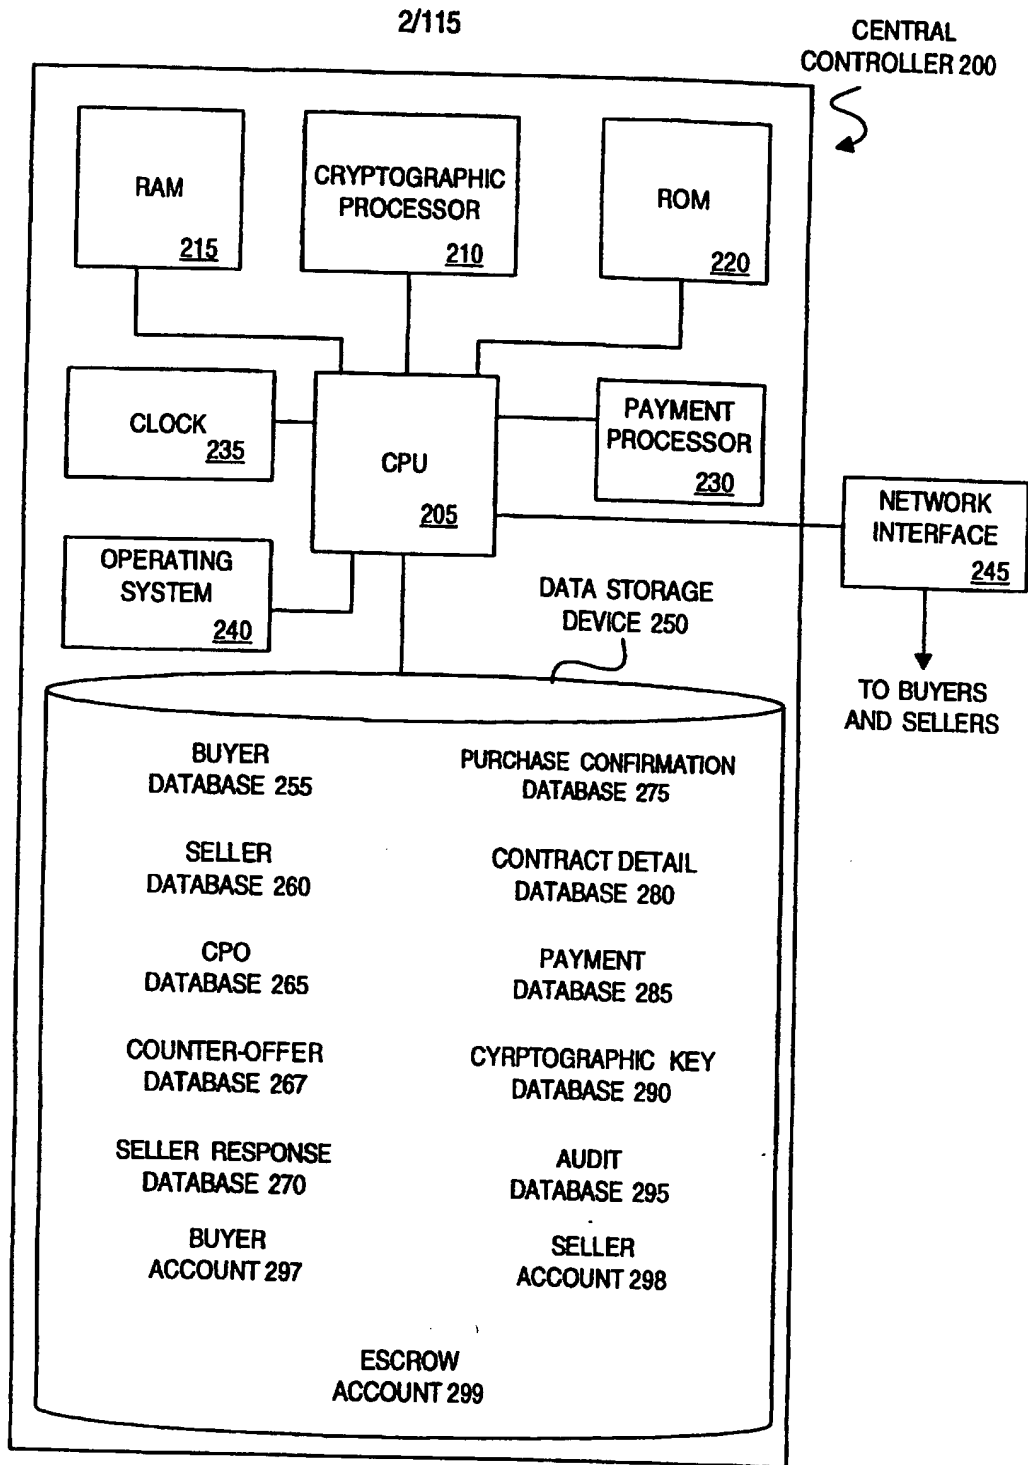 2/115
CENTRAL
CONTROLLER 200
RAM
215
CRYPTOGRAPHIC
PROCESSOR
210
ROM
220
CLOCK
235
CPU
205
PAYMENT
PROCESSOR
230
NETWORK
INTERFACE
245
OPERATING
SYSTEM
240
DATA STORAGE
DEVICE 250
TO BUYERS
AND SELLERS
BUYER
DATABASE 255
PURCHASE CONFIRMATION
DATABASE 275
SELLER
DATABASE 260
CONTRACT DETAIL
DATABASE 280
CPO
DATABASE 265
PAYMENT
DATABASE 285
COUNTER-OFFER
DATABASE 267
CYRPTOGRAPHIC KEY
DATABASE 290
SELLER RESPONSE
DATABASE 270
AUDIT
DATABASE 295
BUYER
ACCOUNT 297
SELLER
ACCOUNT 298
ESCROW
ACCOUNT 299